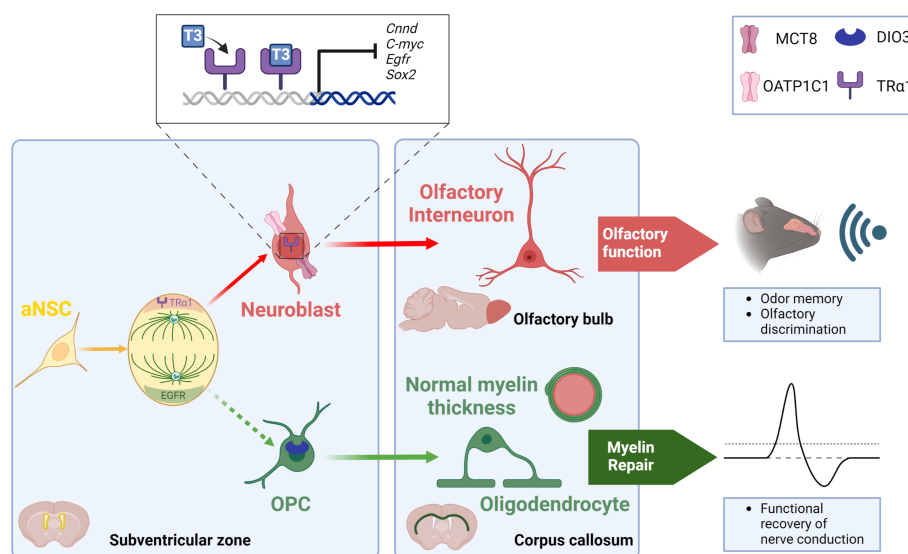 T3
T3
Cnnd
C-myc
Egfr
Sox2
MCT8
DIO3
OATP1C1
TRα1
aNSC
TRα1
EGFR
Neuroblast
OPC
Subventricular zone
Olfactory
Interneuron
Olfactory bulb
Normal myelin
thickness
Oligodendrocyte
Corpus callosum
Olfactory
function
Myelin
Repair
• Odor memory
• Olfactory
discrimination
• Functional
recovery of
nerve conduction